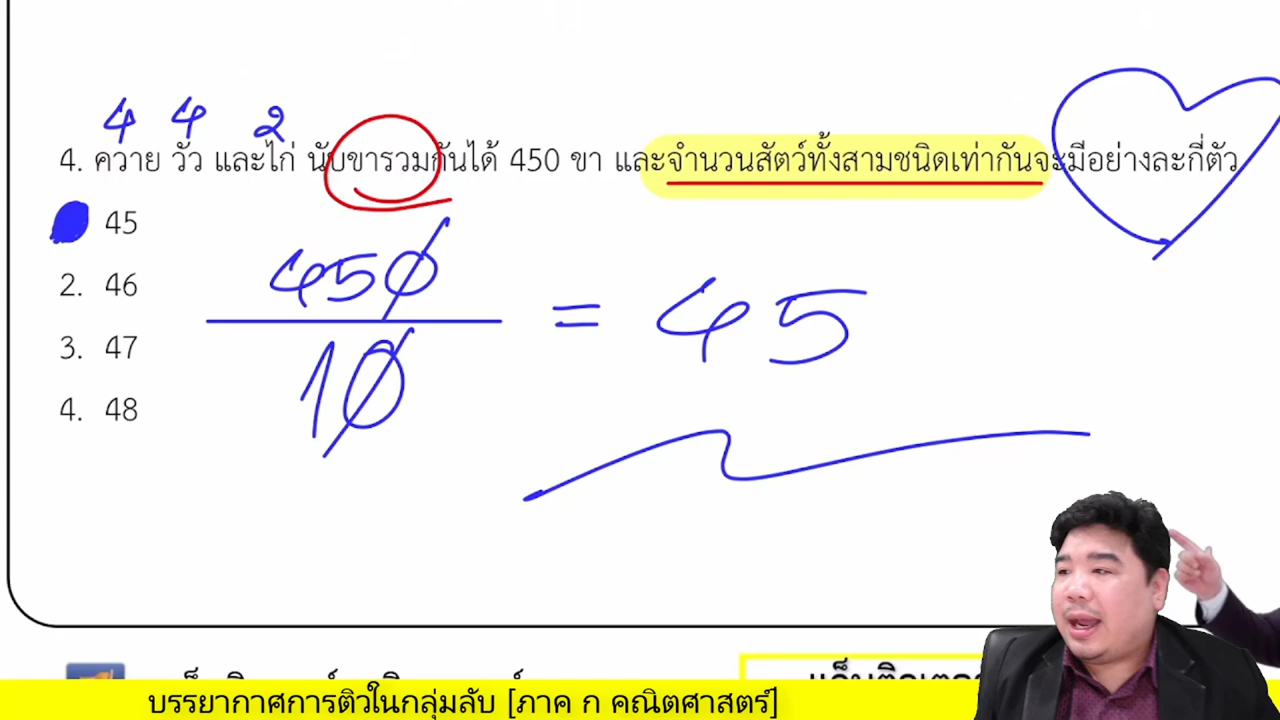 4 4 2
4. ควาย วัว และไก่ นับขารวมกันได้ 450 ขา และจำนวนสัตว์ทั้งสามชนิดเท่ากันจะมีอย่างละกี่ตัว
45
2. 46
3. 47
4. 48
450
10
= 45
บรรยากาศการติวในกลุ่มลับ [ภาค ก คณิตศาสตร์]